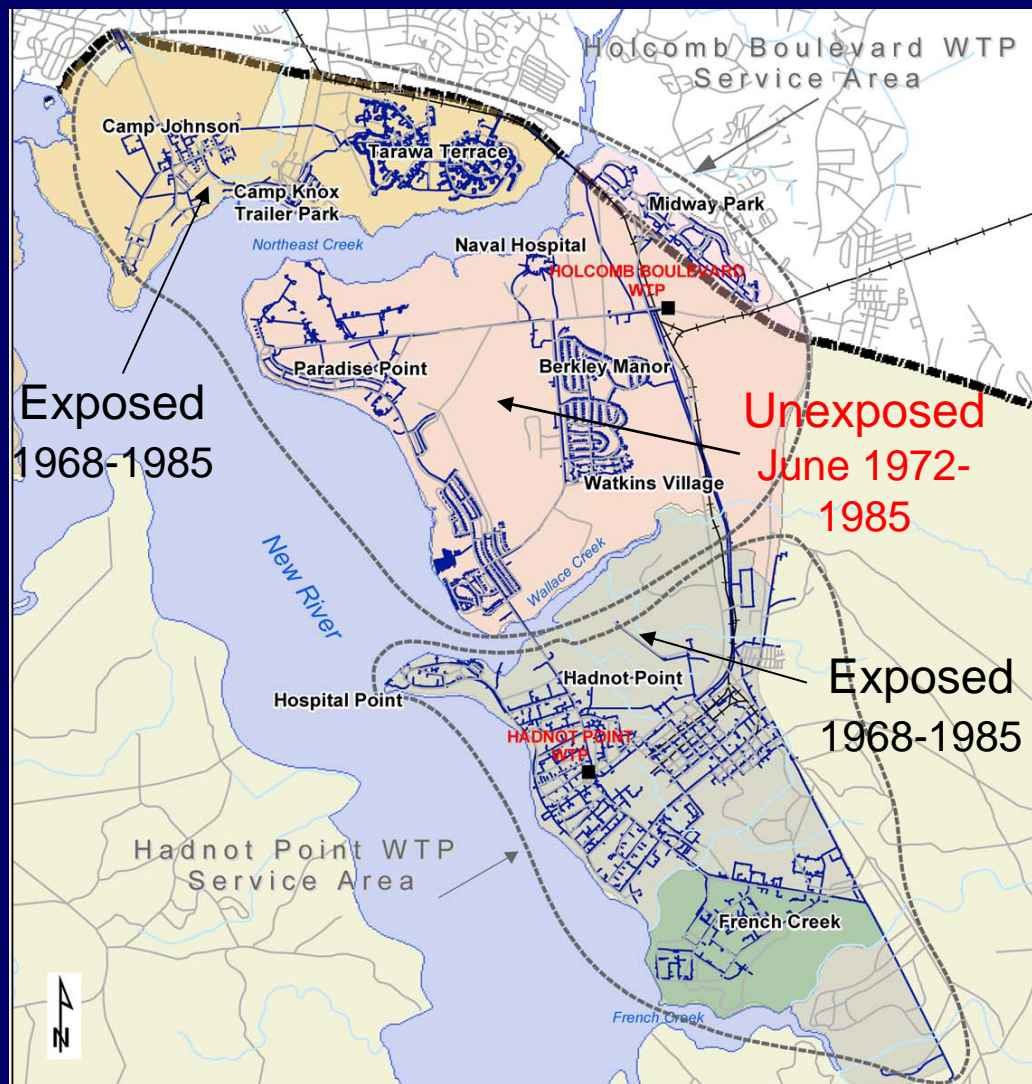 Holcomb Boulevard WTP
Service Area
Camp Johnson
Tarawa Terrace
Camp Knox
Trailer Park
Midway Park
Northeast Creek
Naval Hospital
HOLCOMB BOULEVARD
WTP
Paradise Point
Berkley Manor
Exposed
1968-1985
Unexposed
June 1972-
1985
Watkins Village
New River
Wallace Creek
Hadnot Point
Exposed
1968-1985
Hospital Point
HADNOT POINT
WTP
Hadnot Point WTP
Service Area
French Creek
French Creek
N